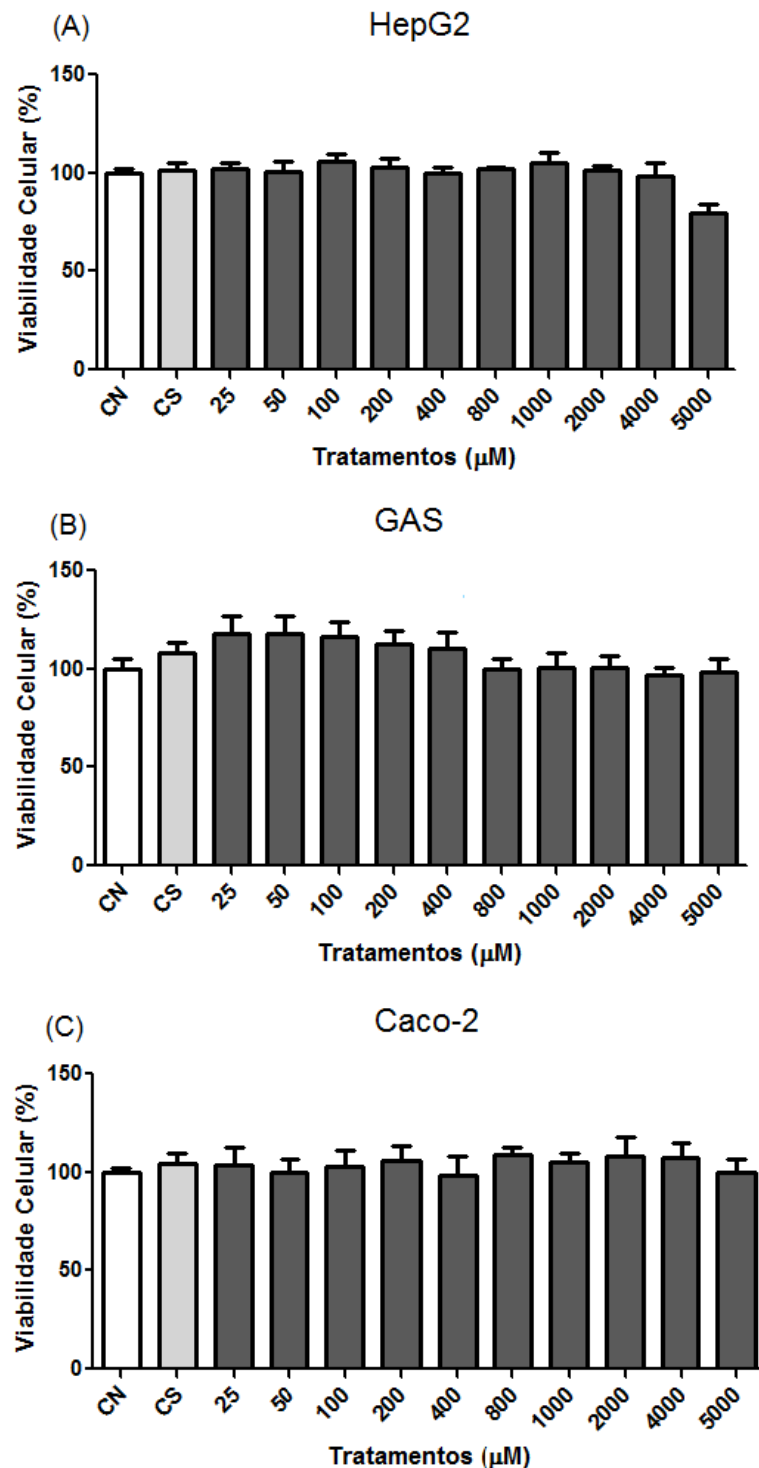 (A)
HepG2
Viabilidade Celular (%)
150
100
50
0
CN CS 25 50 100 200 400 800 1000 2000 4000 5000
Tratamentos (µM)
(B)
GAS
Viabilidade Celular (%)
150
100
50
0
CN CS 25 50 100 200 400 800 1000 2000 4000 5000
Tratamentos (µM)
(C)
Caco-2
Viabilidade Celular (%)
150
100
50
0
CN CS 25 50 100 200 400 800 1000 2000 4000 5000
Tratamentos (µM)